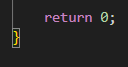 return 0;
}